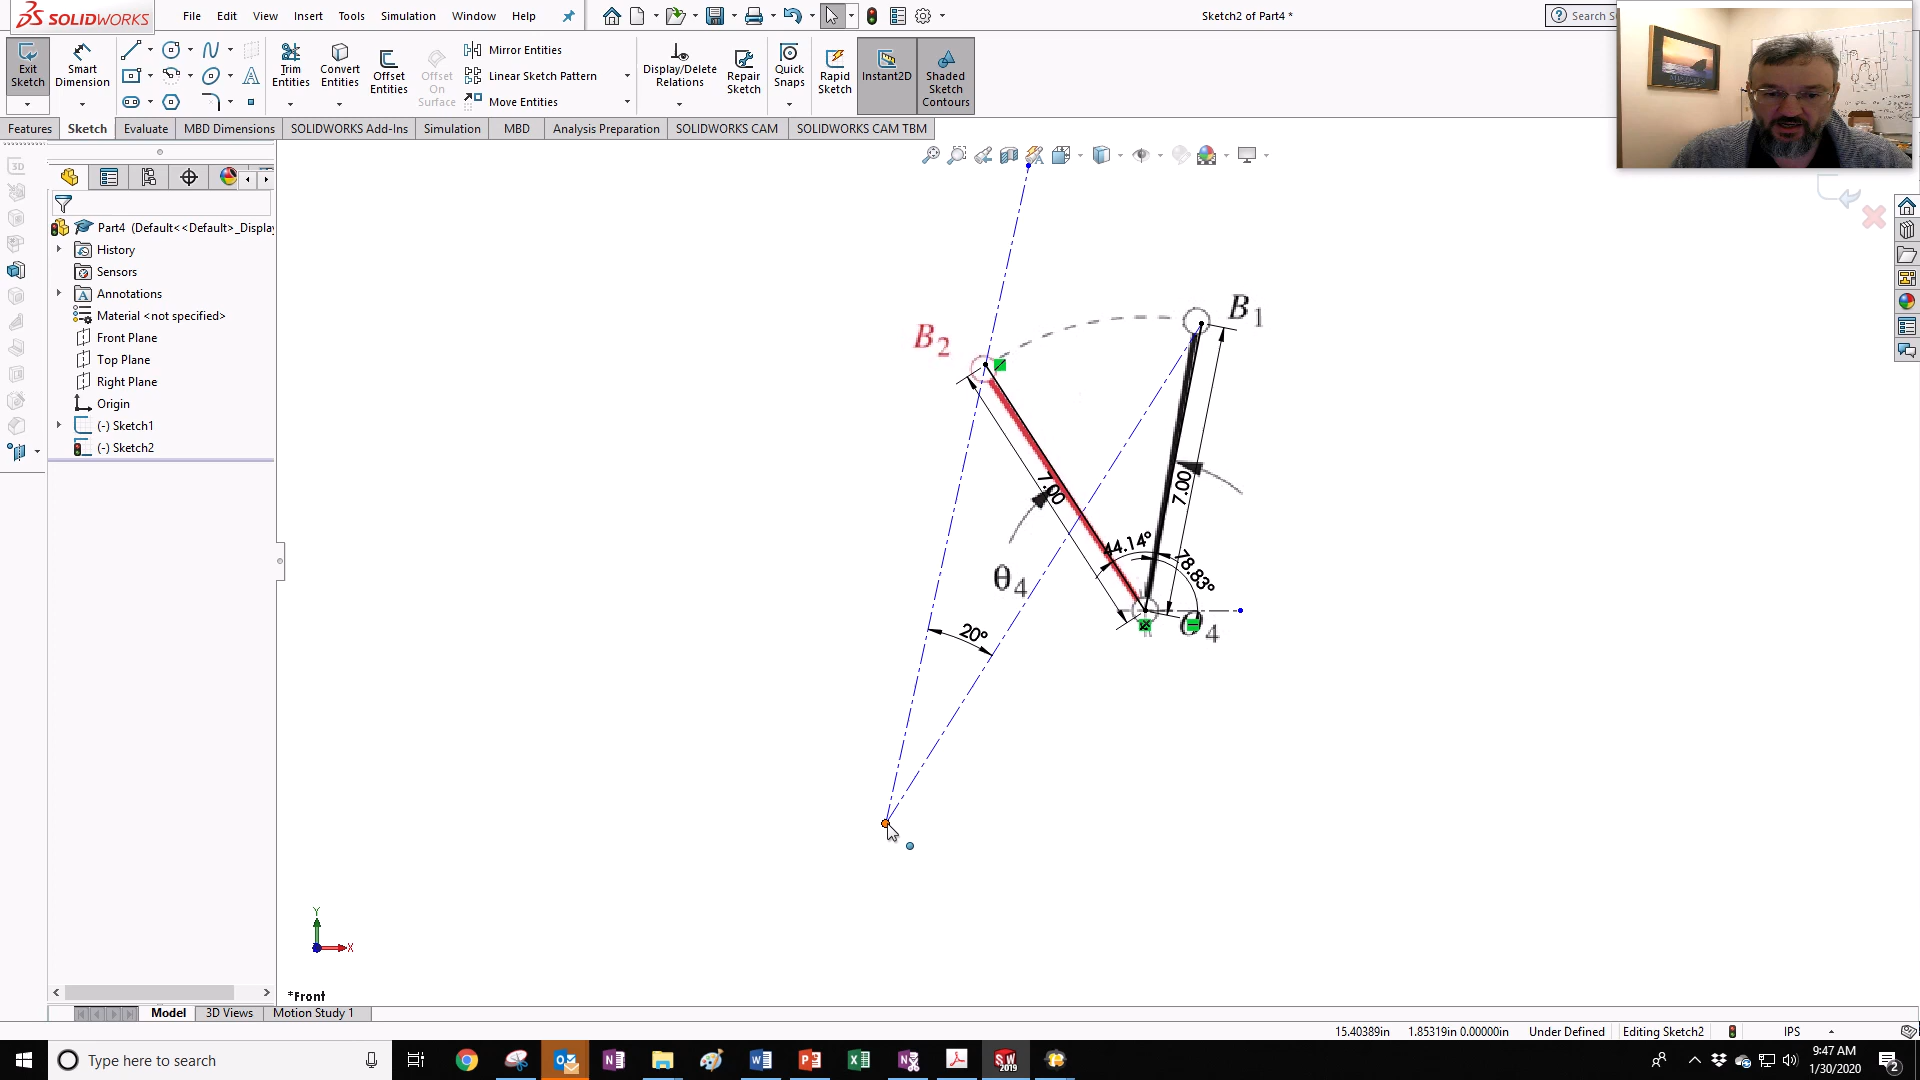 SOLIDWORKS
File Edit View Insert Tools Simulation Window Help
Sketch2 of Part4 *
Search S
Exit Sketch
Smart Dimension
Trim Entities
Convert Entities
Offset Entities
Offset On Surface
Mirror Entities
Linear Sketch Pattern
Move Entities
Display/Delete Relations
Repair Sketch
Quick Snaps
Rapid Sketch
Instant2D
Shaded Sketch Contours
Features Sketch Evaluate MBD Dimensions SOLIDWORKS Add-Ins Simulation MBD Analysis Preparation SOLIDWORKS CAM SOLIDWORKS CAM TBM
3D
Part4 (Default<<Default>_Display
History
Sensors
Annotations
Material <not specified>
Front Plane
Top Plane
Right Plane
Origin
(-) Sketch1
(-) Sketch2
B1
B2
7.00
7.00
44.14°
78.83°
θ4
O4
20°
Y
X
*Front
Model 3D Views Motion Study 1
15.40389in 1.85319in 0.00000in Under Defined Editing Sketch2 IPS
Type here to search
SW 2019
9:47 AM
1/30/2020
2